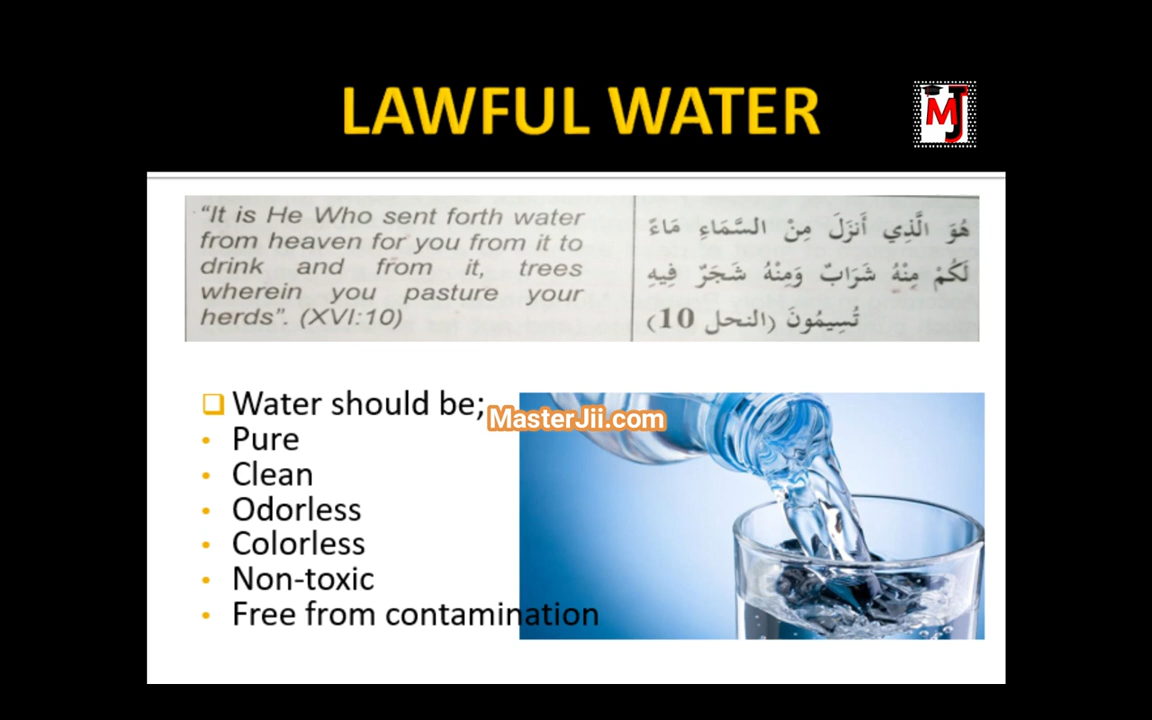 LAWFUL WATER
MJ
“It is He Who sent forth water
from heaven for you from it to
drink and from it, trees
wherein you pasture your
herds”. (XVI:10)
هُوَ الَّذِي أَنزَلَ مِنْ السَّمَاءِ مَاءً
لَكُمْ مِنْهُ شَرَابٌ وَمِنْهُ شَجَرٌ فِيهِ
تُسِيمُونَ (النحل 10)
Water should be;
MasterJii.com
• Pure
• Clean
• Odorless
• Colorless
• Non-toxic
• Free from contamination